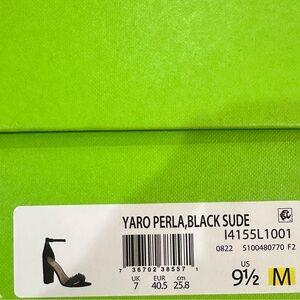 YARO PERLA,BLACK SUDE
I4155L1001
0822 5100480770 F2
7 36702 38557 1
UK EUR cm
7 40.5 25.8
US
9½ M